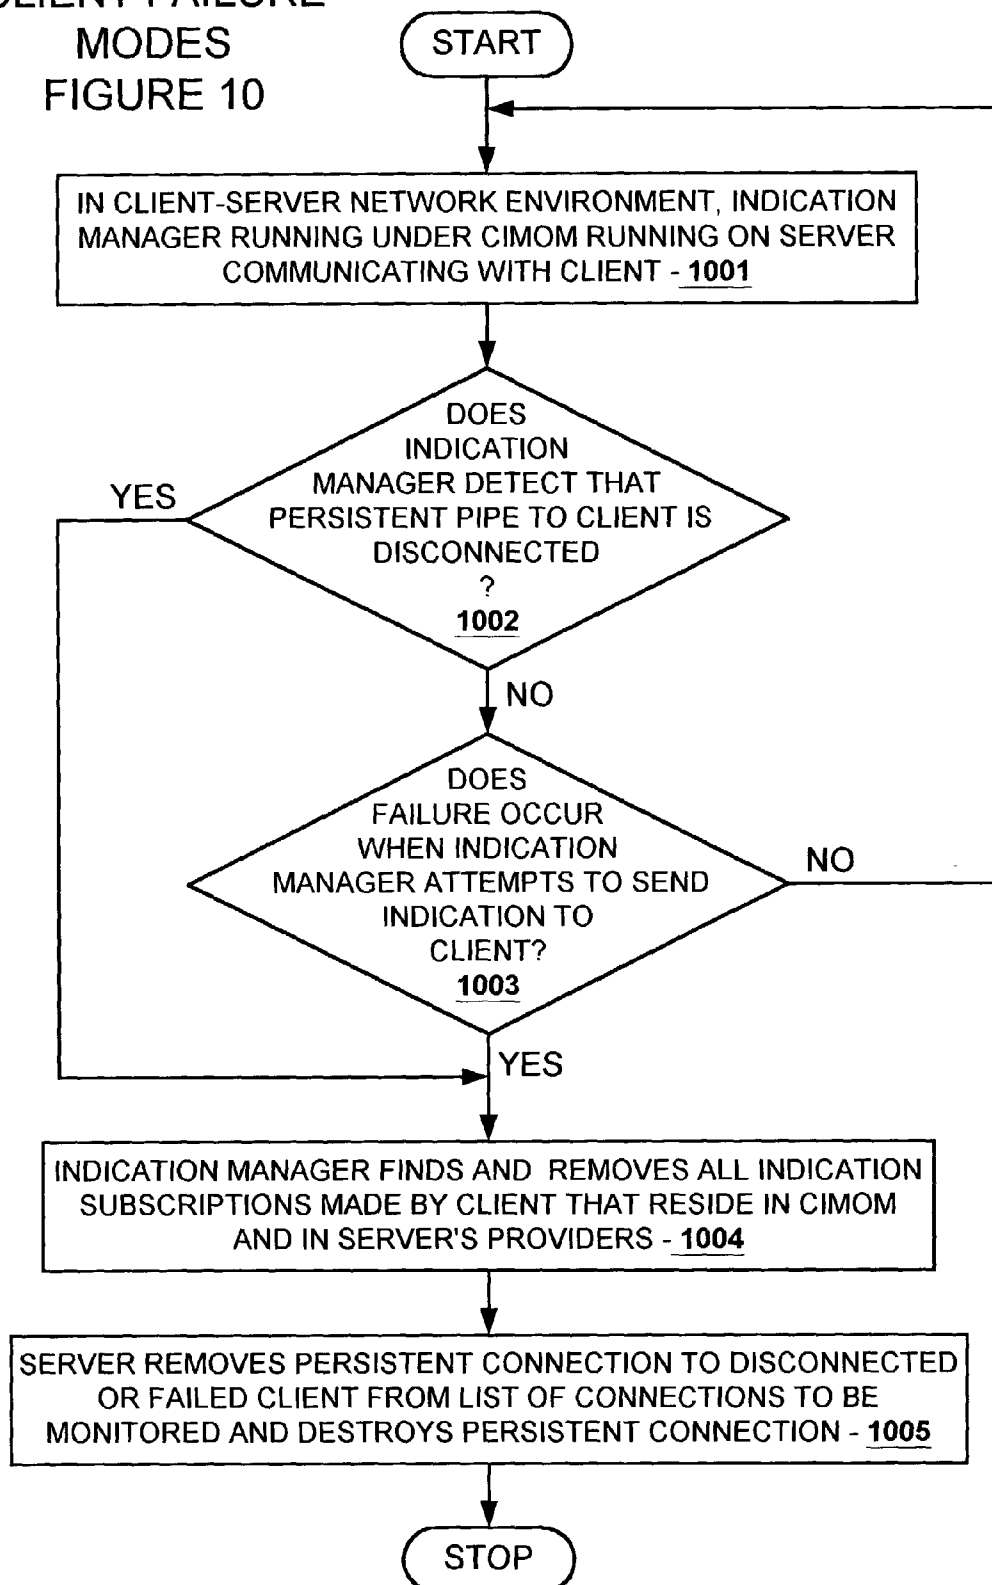 CLIENT FAILURE
MODES
FIGURE 10
START
IN CLIENT-SERVER NETWORK ENVIRONMENT, INDICATION
MANAGER RUNNING UNDER CIMOM RUNNING ON SERVER
COMMUNICATING WITH CLIENT - 1001
DOES
INDICATION
MANAGER DETECT THAT
PERSISTENT PIPE TO CLIENT IS
DISCONNECTED
?
1002
YES
NO
DOES
FAILURE OCCUR
WHEN INDICATION
MANAGER ATTEMPTS TO SEND
INDICATION TO
CLIENT?
1003
NO
YES
INDICATION MANAGER FINDS AND REMOVES ALL INDICATION
SUBSCRIPTIONS MADE BY CLIENT THAT RESIDE IN CIMOM
AND IN SERVER'S PROVIDERS - 1004
SERVER REMOVES PERSISTENT CONNECTION TO DISCONNECTED
OR FAILED CLIENT FROM LIST OF CONNECTIONS TO BE
MONITORED AND DESTROYS PERSISTENT CONNECTION - 1005
STOP